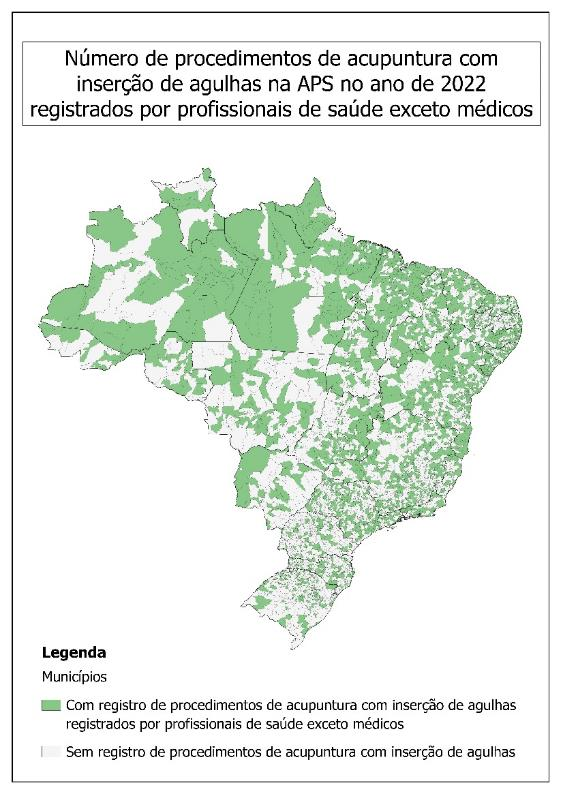 Número de procedimentos de acupuntura com
inserção de agulhas na APS no ano de 2022
registrados por profissionais de saúde exceto médicos
Legenda
Municípios
Com registro de procedimentos de acupuntura com inserção de agulhas
registrados por profissionais de saúde exceto médicos
Sem registro de procedimentos de acupuntura com inserção de agulhas